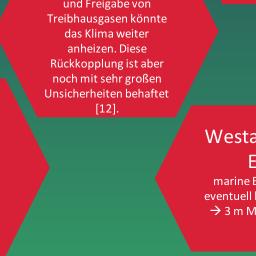 und Freigabe von
Treibhausgasen könnte
das Klima weiter
anheizen. Diese
Rückkopplung ist aber
noch mit sehr großen
Unsicherheiten behaftet
[12].
Westa
E
marine E
eventuell
→ 3 m M